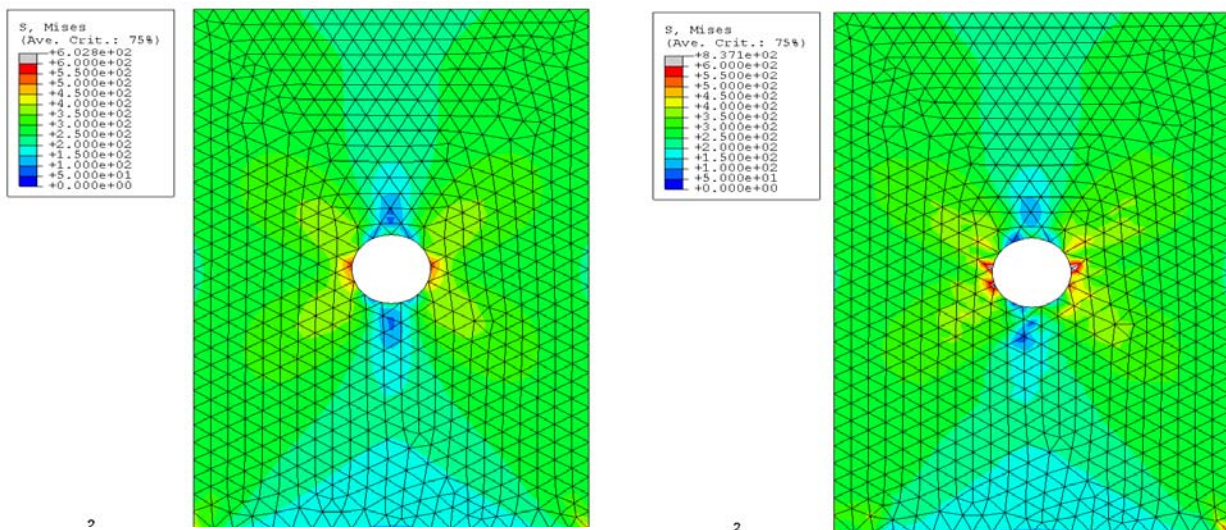 S, Mises
(Ave. Crit.: 75%)
+6.028e+02
+6.000e+02
+5.500e+02
+5.000e+02
+4.500e+02
+4.000e+02
+3.500e+02
+3.000e+02
+2.500e+02
+2.000e+02
+1.500e+02
+1.000e+02
+5.000e+01
+0.000e+00
2
S, Mises
(Ave. Crit.: 75%)
+8.371e+02
+6.000e+02
+5.500e+02
+5.000e+02
+4.500e+02
+4.000e+02
+3.500e+02
+3.000e+02
+2.500e+02
+2.000e+02
+1.500e+02
+1.000e+02
+5.000e+01
+0.000e+00
2